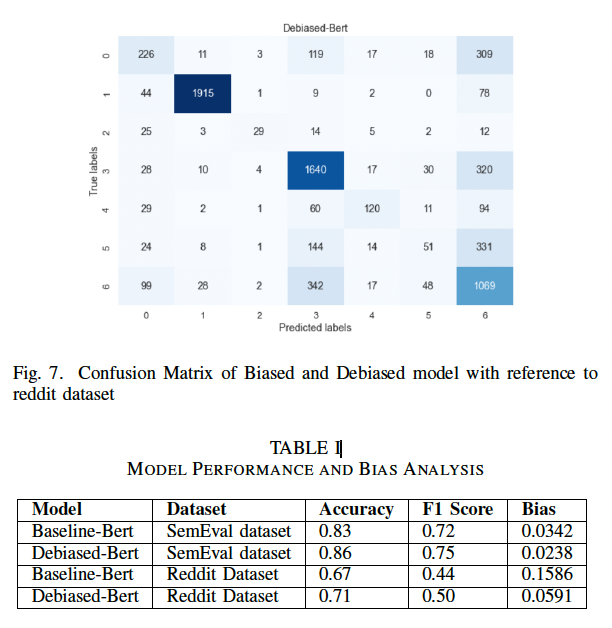 Debiased-Bert
0 226 11 3 119 17 18 309
1 44 1915 1 9 2 0 78
2 25 3 29 14 5 2 12
3 28 10 4 1640 17 30 320
4 29 2 1 60 120 11 94
5 24 8 1 144 14 51 331
6 99 28 2 342 17 48 1069
True labels
0 1 2 3 4 5 6
Predicted labels
Fig. 7. Confusion Matrix of Biased and Debiased model with reference to
reddit dataset
TABLE I
MODEL PERFORMANCE AND BIAS ANALYSIS
Model Dataset Accuracy F1 Score Bias
Baseline-Bert SemEval dataset 0.83 0.72 0.0342
Debiased-Bert SemEval dataset 0.86 0.75 0.0238
Baseline-Bert Reddit Dataset 0.67 0.44 0.1586
Debiased-Bert Reddit Dataset 0.71 0.50 0.0591